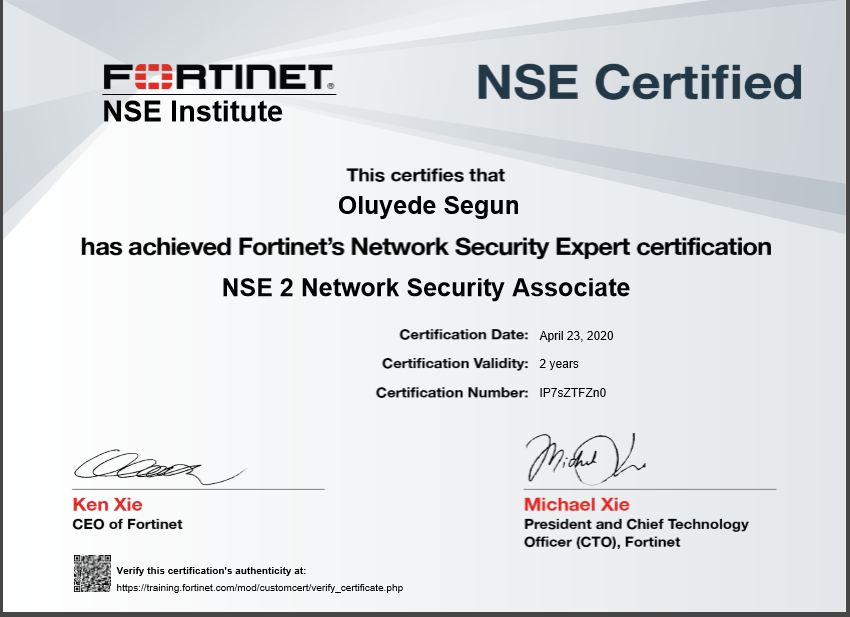 FORTINET®
NSE Institute
NSE Certified
This certifies that
Oluyede Segun
has achieved Fortinet's Network Security Expert certification
NSE 2 Network Security Associate
Certification Date: April 23, 2020
Certification Validity: 2 years
Certification Number: IP7sZTFZn0
Ken Xie
CEO of Fortinet
Michael Xie
President and Chief Technology
Officer (CTO), Fortinet
Verify this certification's authenticity at:
https://training.fortinet.com/mod/customcert/verify_certificate.php